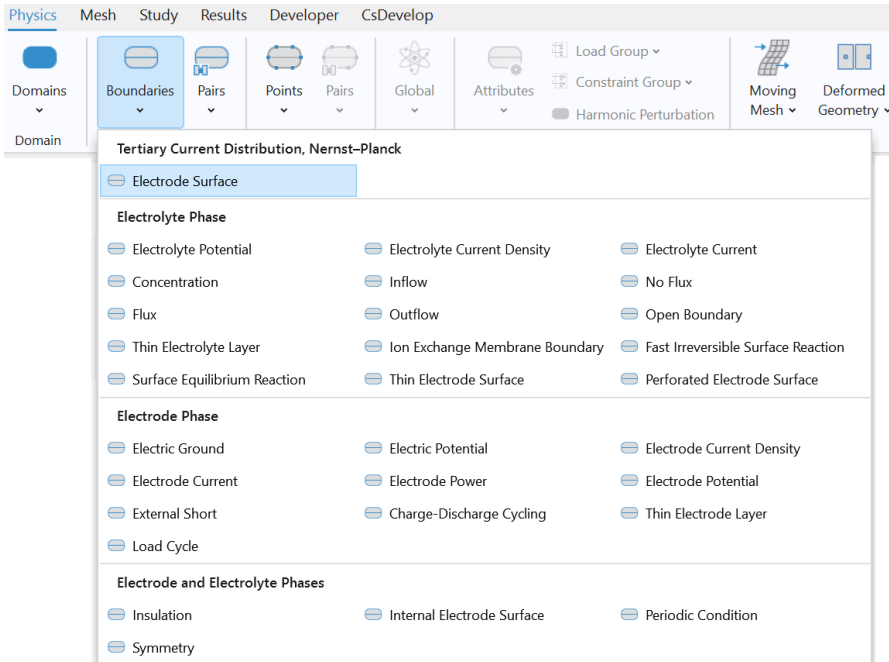 Physics Mesh Study Results Developer CsDevelop
Domains Boundaries Pairs Points Pairs Global Attributes
Load Group
Constraint Group
Harmonic Perturbation
Moving Mesh
Deformed Geometry
Domain
Tertiary Current Distribution, Nernst–Planck
Electrode Surface
Electrolyte Phase
Electrolyte Potential Electrolyte Current Density Electrolyte Current
Concentration Inflow No Flux
Flux Outflow Open Boundary
Thin Electrolyte Layer Ion Exchange Membrane Boundary Fast Irreversible Surface Reaction
Surface Equilibrium Reaction Thin Electrode Surface Perforated Electrode Surface
Electrode Phase
Electric Ground Electric Potential Electrode Current Density
Electrode Current Electrode Power Electrode Potential
External Short Charge-Discharge Cycling Thin Electrode Layer
Load Cycle
Electrode and Electrolyte Phases
Insulation Internal Electrode Surface Periodic Condition
Symmetry